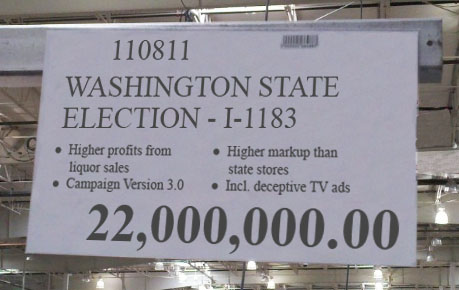 110811
WASHINGTON STATE
ELECTION - I-1183
• Higher profits from
liquor sales
• Campaign Version 3.0
• Higher markup than
state stores
• Incl. deceptive TV ads
22,000,000.00